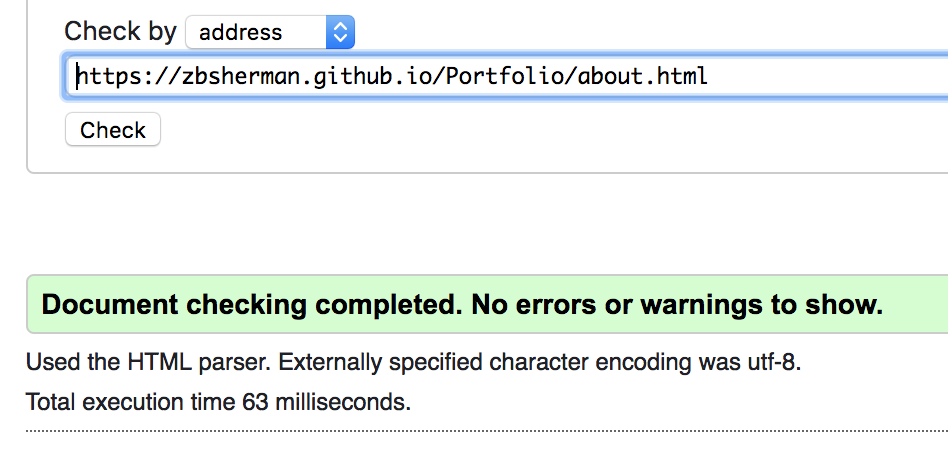 Check by address
https://zbsherman.github.io/Portfolio/about.html
Check
Document checking completed. No errors or warnings to show.
Used the HTML parser. Externally specified character encoding was utf-8.
Total execution time 63 milliseconds.